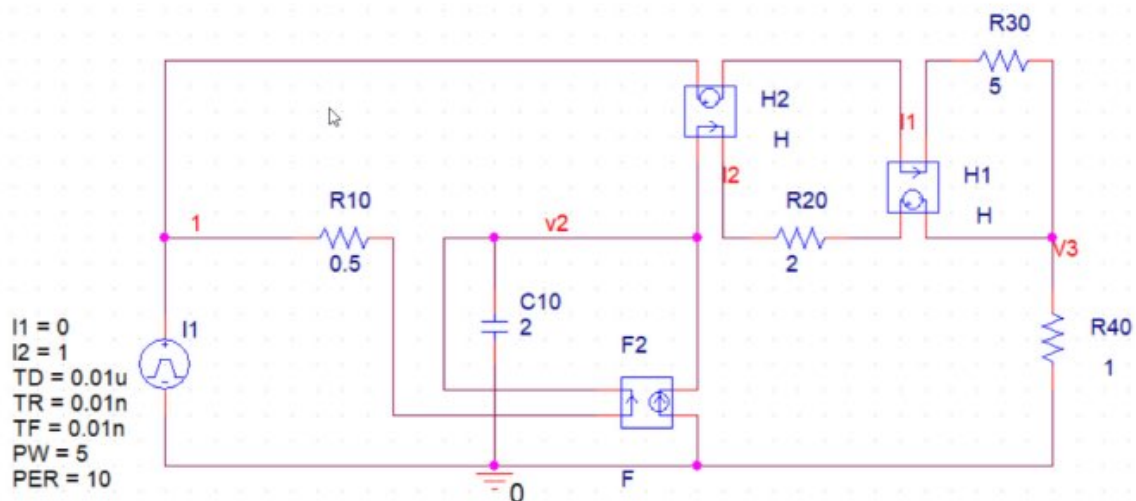 R30
5
H2
H
I1
I2
H1
H
R10
0.5
1
v2
R20
2
V3
C10
2
I1
F2
R40
1
F
0
I1 = 0
I2 = 1
TD = 0.01u
TR = 0.01n
TF = 0.01n
PW = 5
PER = 10